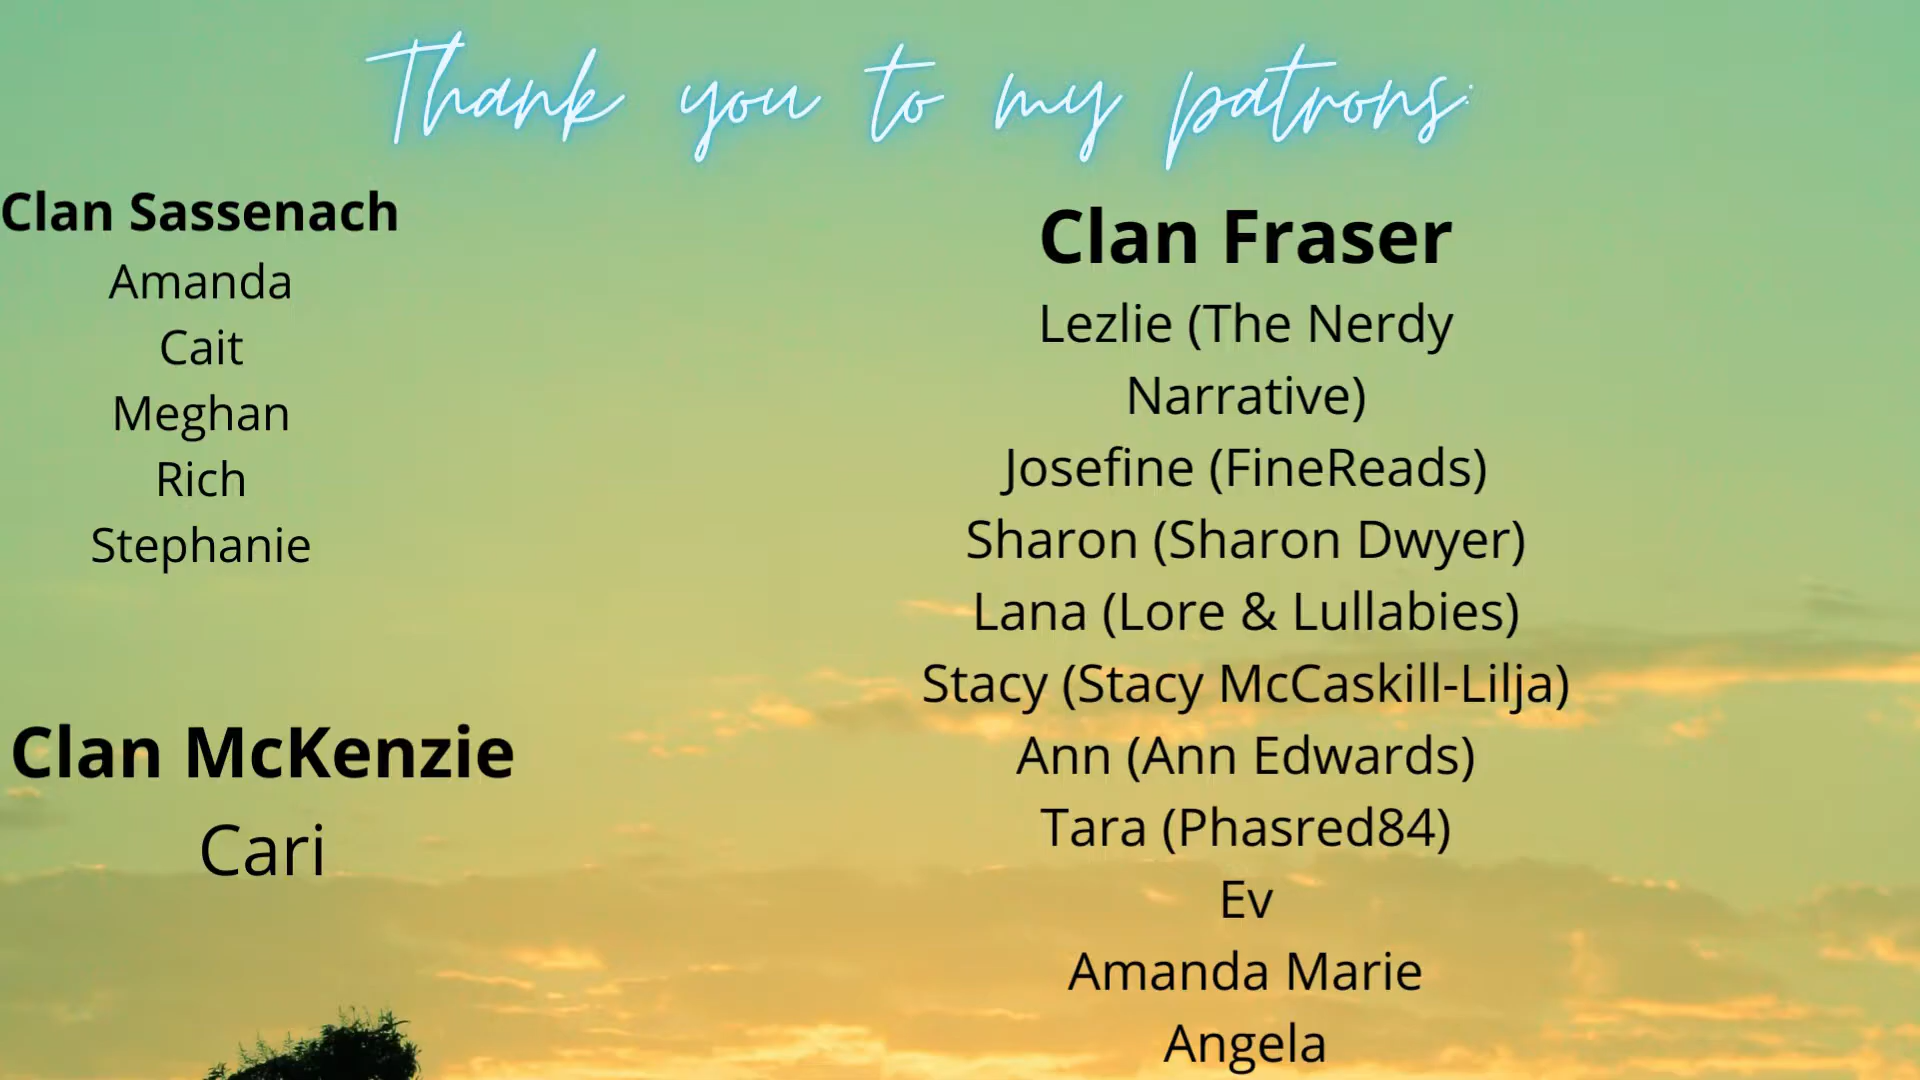 Thank you to my patrons:
Clan Sassenach
Amanda
Cait
Meghan
Rich
Stephanie
Clan McKenzie
Cari
Clan Fraser
Lezlie (The Nerdy
Narrative)
Josefine (FineReads)
Sharon (Sharon Dwyer)
Lana (Lore & Lullabies)
Stacy (Stacy McCaskill-Lilja)
Ann (Ann Edwards)
Tara (Phasred84)
Ev
Amanda Marie
Angela